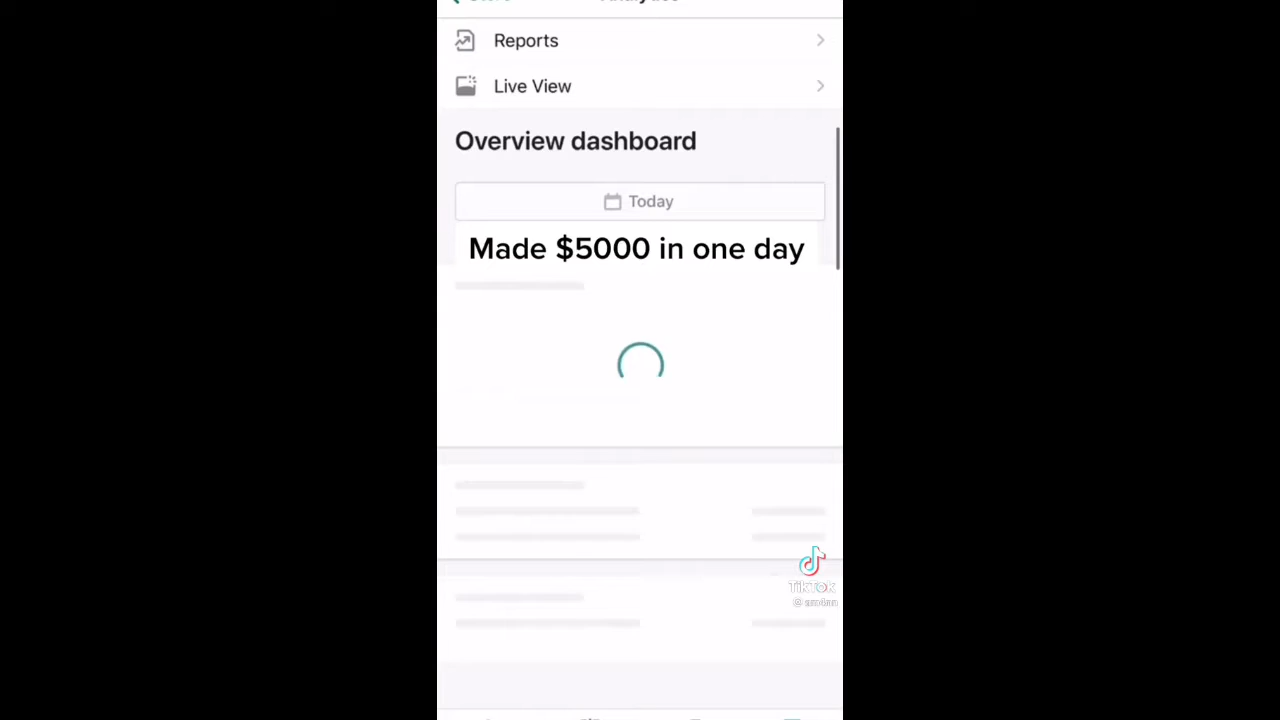 Reports
Live View
Overview dashboard
Today
Made $5000 in one day
TikTok